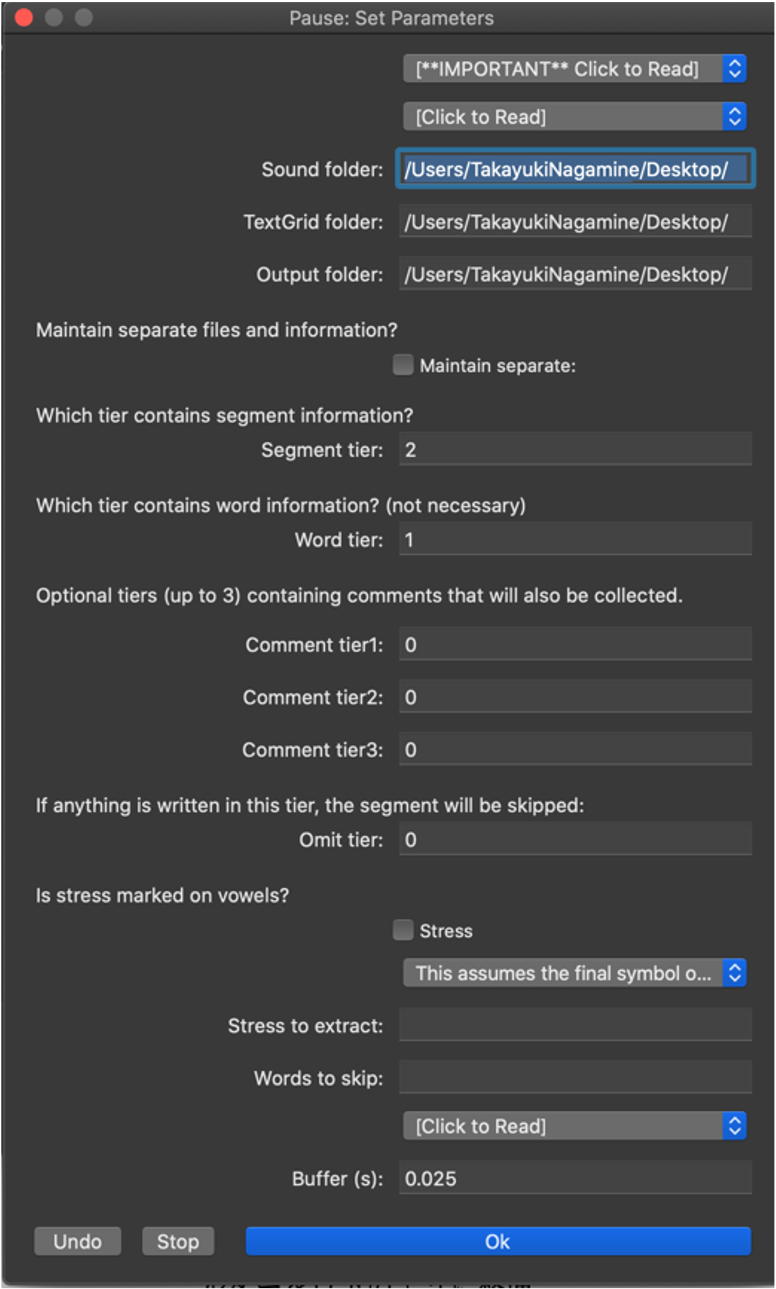 Pause: Set Parameters
[**IMPORTANT** Click to Read]
[Click to Read]
Sound folder: /Users/TakayukiNagamine/Desktop/
TextGrid folder: /Users/TakayukiNagamine/Desktop/
Output folder: /Users/TakayukiNagamine/Desktop/
Maintain separate files and information?
Maintain separate:
Which tier contains segment information?
Segment tier: 2
Which tier contains word information? (not necessary)
Word tier: 1
Optional tiers (up to 3) containing comments that will also be collected.
Comment tier1: 0
Comment tier2: 0
Comment tier3: 0
If anything is written in this tier, the segment will be skipped:
Omit tier: 0
Is stress marked on vowels?
Stress
This assumes the final symbol o...
Stress to extract:
Words to skip:
[Click to Read]
Buffer (s): 0.025
Undo Stop Ok